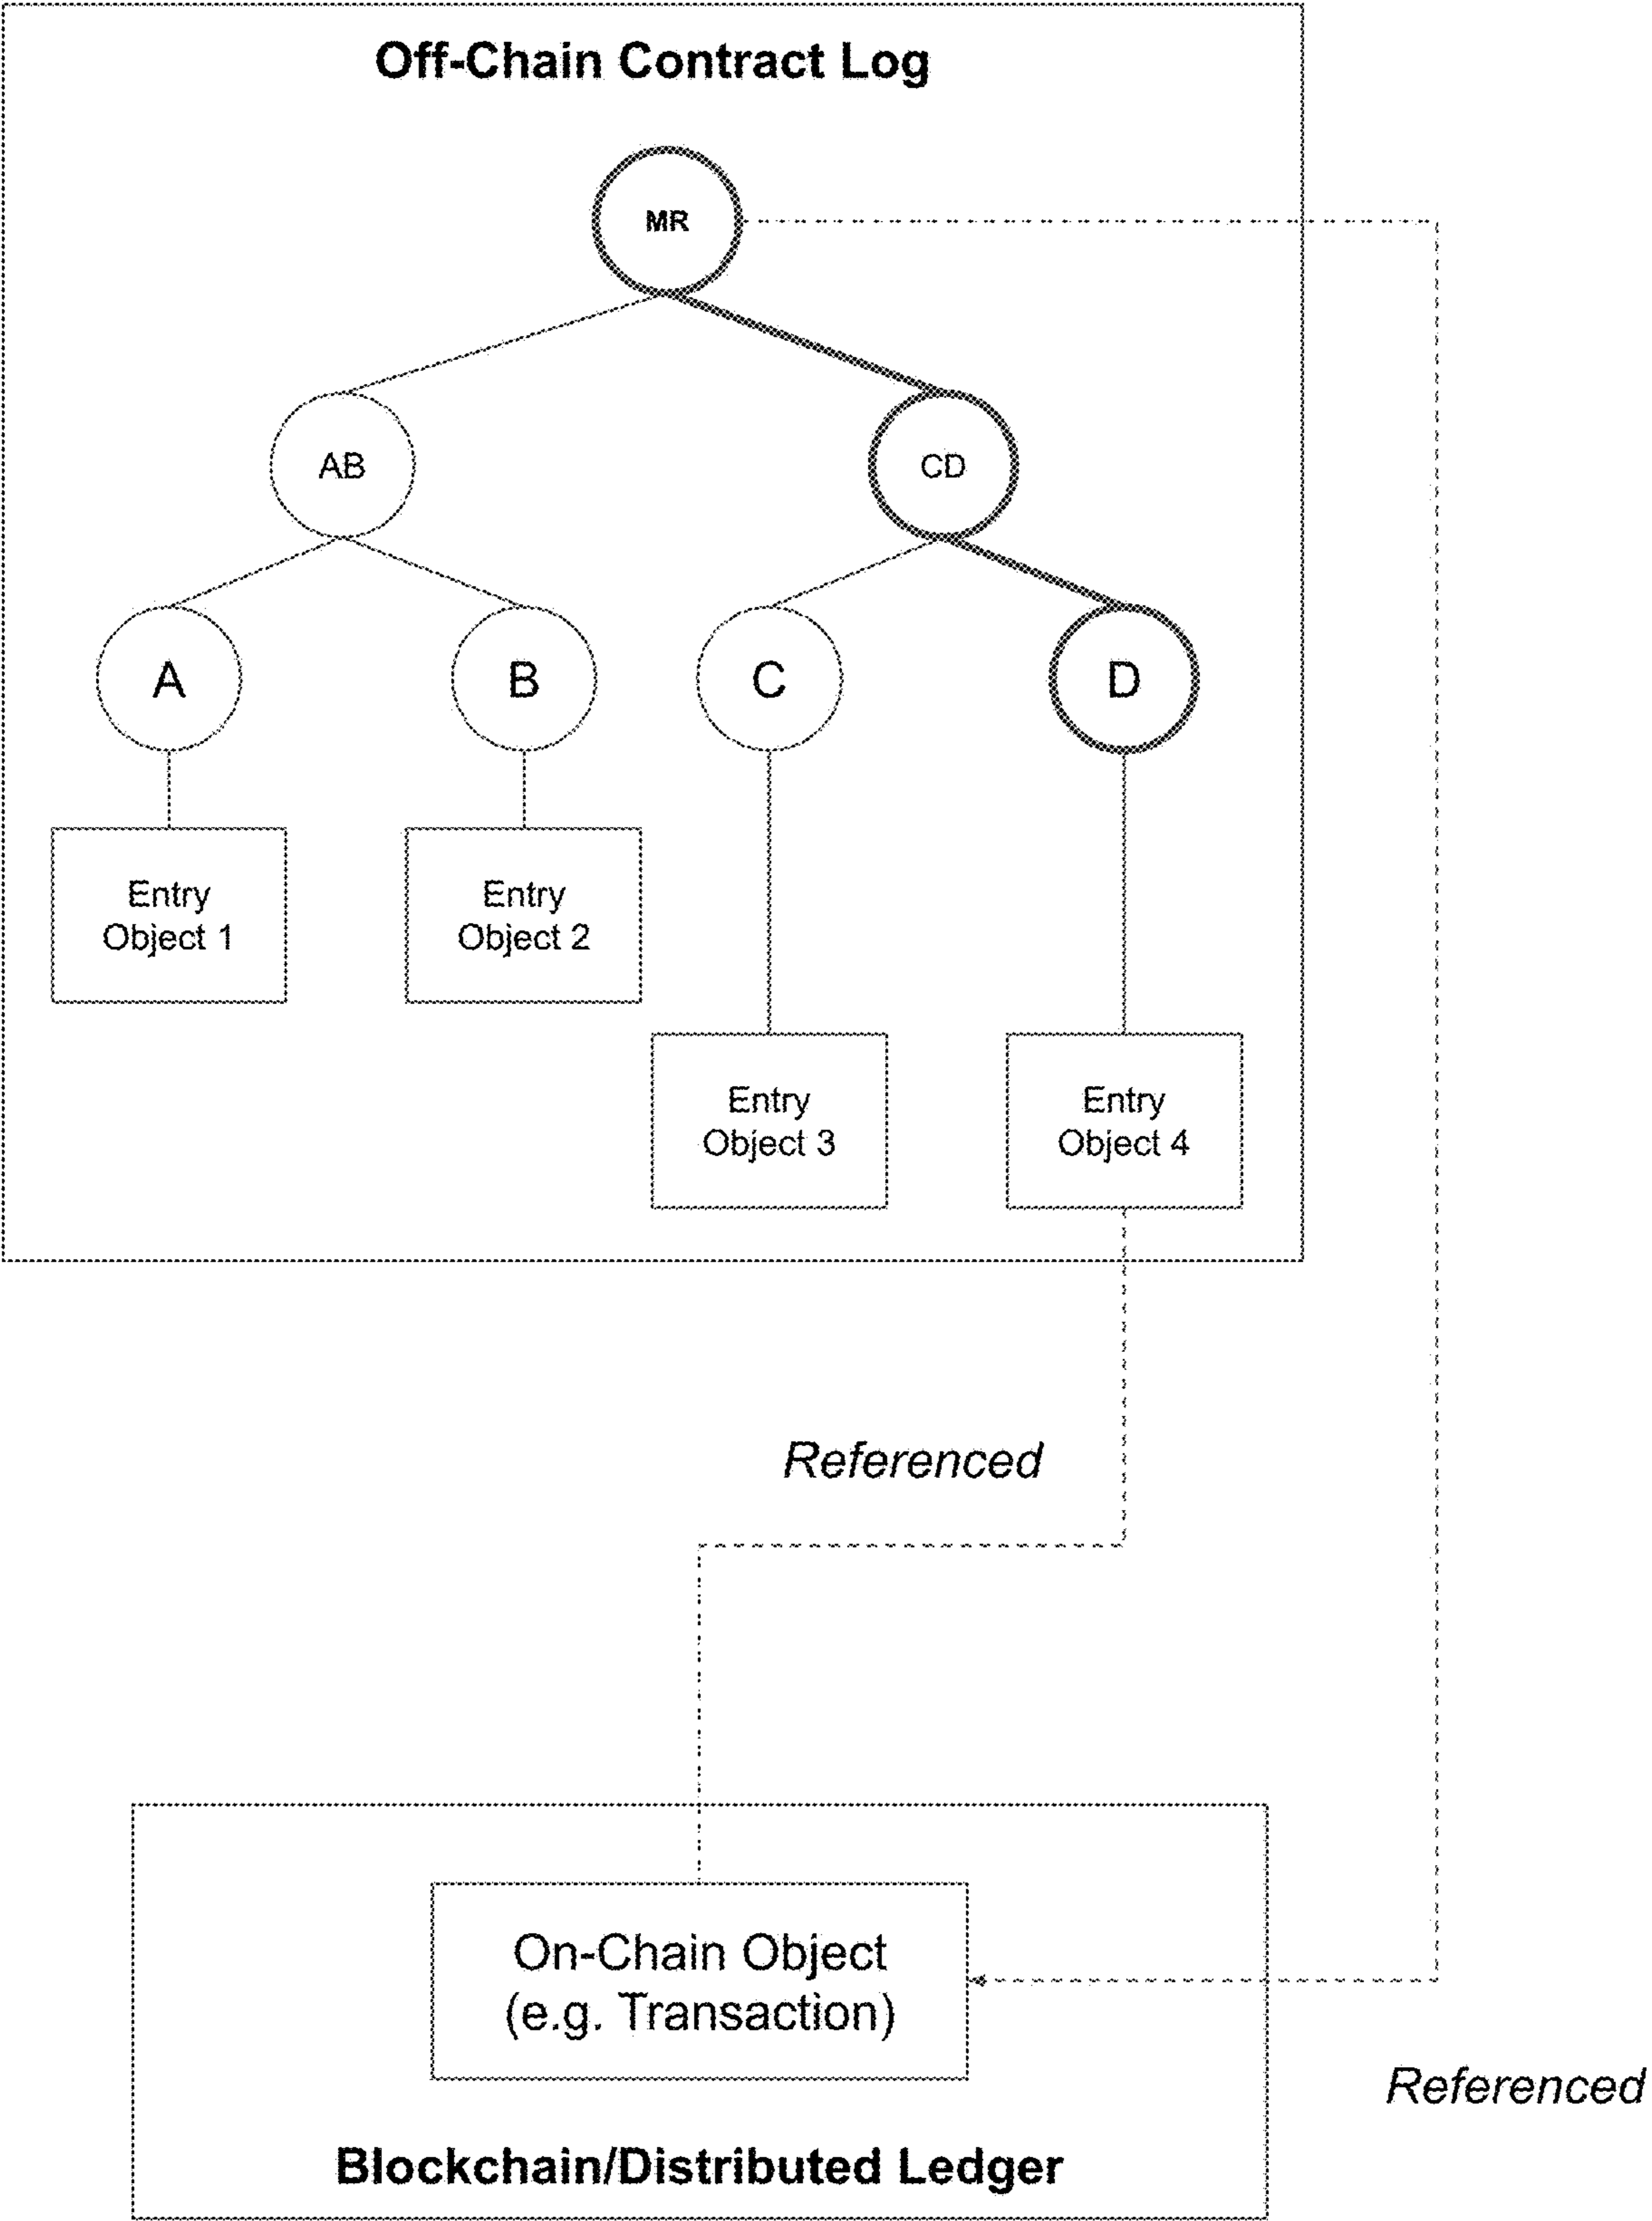 Off-Chain Contract Log
MR
AB
CD
A
B
C
D
Entry
Object 1
Entry
Object 2
Entry
Object 3
Entry
Object 4
Referenced
On-Chain Object
(e.g. Transaction)
Referenced
Blockchain/Distributed Ledger